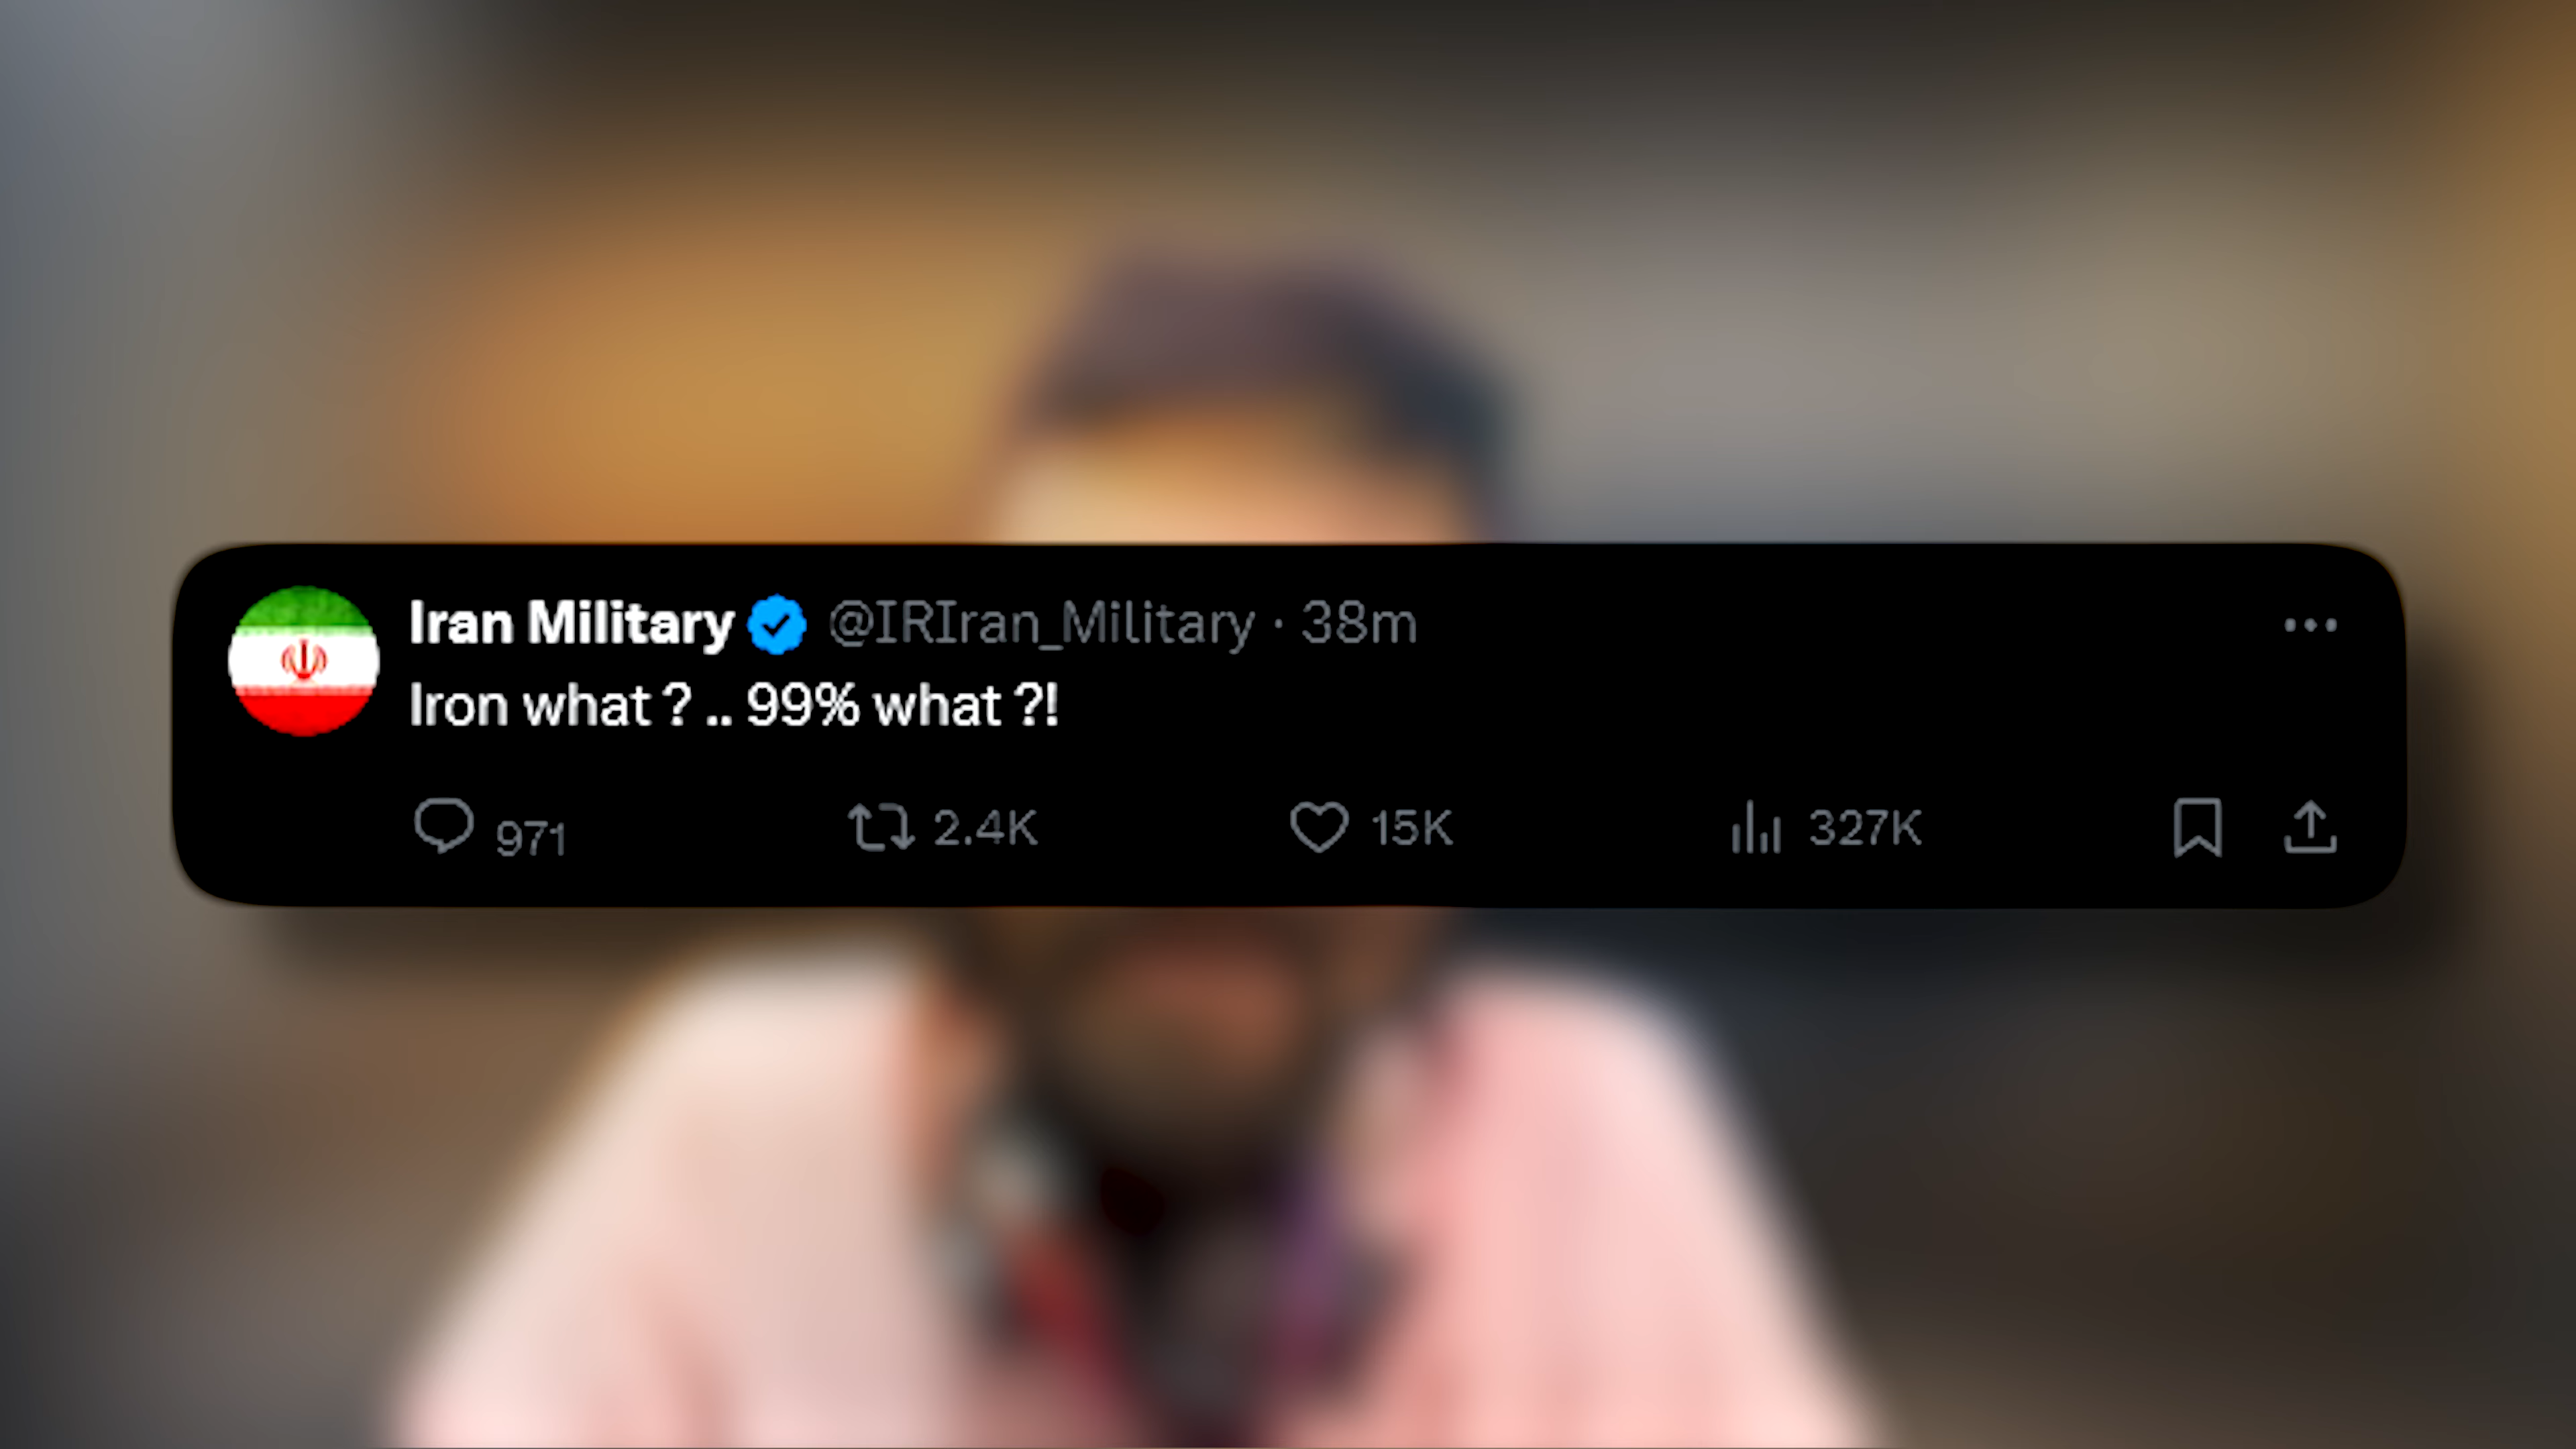 Iran Military @IRIran_Military · 38m
Iron what ? .. 99% what ?!
971 2.4K 15K 327K